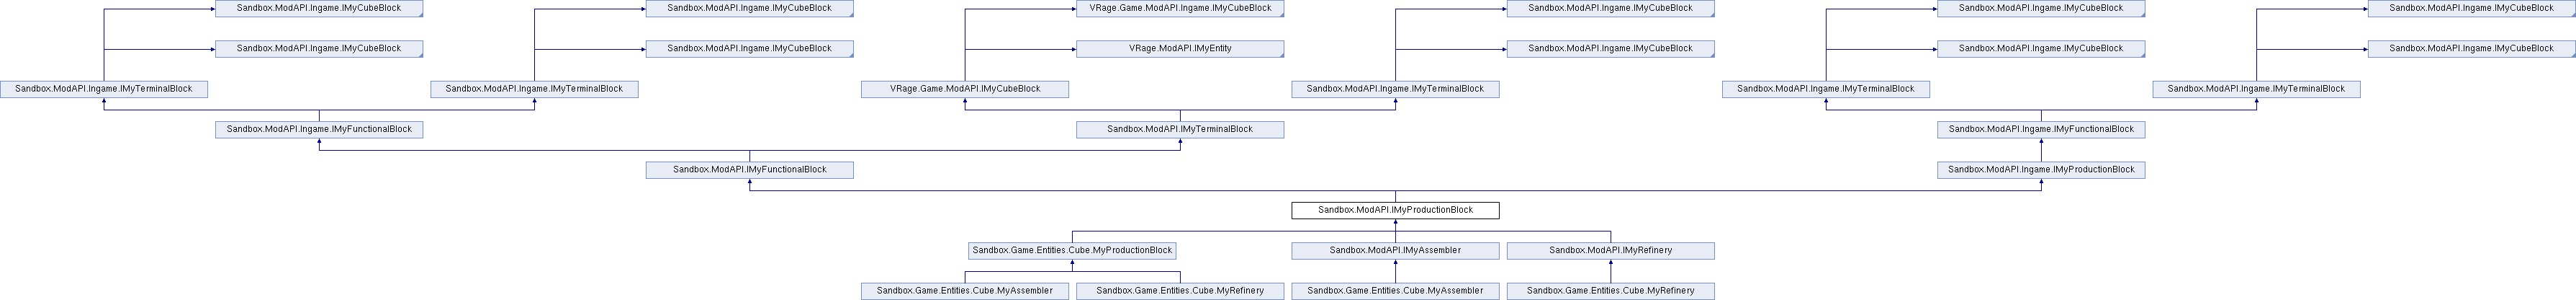 Sandbox.ModAPI.Ingame.IMyCubeBlock
Sandbox.ModAPI.Ingame.IMyCubeBlock
VRage.Game.ModAPI.Ingame.IMyCubeBlock
Sandbox.ModAPI.Ingame.IMyCubeBlock
Sandbox.ModAPI.Ingame.IMyCubeBlock
Sandbox.ModAPI.Ingame.IMyCubeBlock
Sandbox.ModAPI.Ingame.IMyCubeBlock
Sandbox.ModAPI.Ingame.IMyCubeBlock
VRage.ModAPI.IMyEntity
Sandbox.ModAPI.Ingame.IMyCubeBlock
Sandbox.ModAPI.Ingame.IMyCubeBlock
Sandbox.ModAPI.Ingame.IMyCubeBlock
Sandbox.ModAPI.Ingame.IMyTerminalBlock
Sandbox.ModAPI.Ingame.IMyTerminalBlock
VRage.Game.ModAPI.IMyCubeBlock
Sandbox.ModAPI.Ingame.IMyTerminalBlock
Sandbox.ModAPI.Ingame.IMyTerminalBlock
Sandbox.ModAPI.Ingame.IMyTerminalBlock
Sandbox.ModAPI.Ingame.IMyFunctionalBlock
Sandbox.ModAPI.IMyTerminalBlock
Sandbox.ModAPI.Ingame.IMyFunctionalBlock
Sandbox.ModAPI.IMyFunctionalBlock
Sandbox.ModAPI.Ingame.IMyProductionBlock
Sandbox.ModAPI.IMyProductionBlock
Sandbox.Game.Entities.Cube.MyProductionBlock
Sandbox.ModAPI.IMyAssembler
Sandbox.ModAPI.IMyRefinery
Sandbox.Game.Entities.Cube.MyAssembler
Sandbox.Game.Entities.Cube.MyRefinery
Sandbox.Game.Entities.Cube.MyAssembler
Sandbox.Game.Entities.Cube.MyRefinery